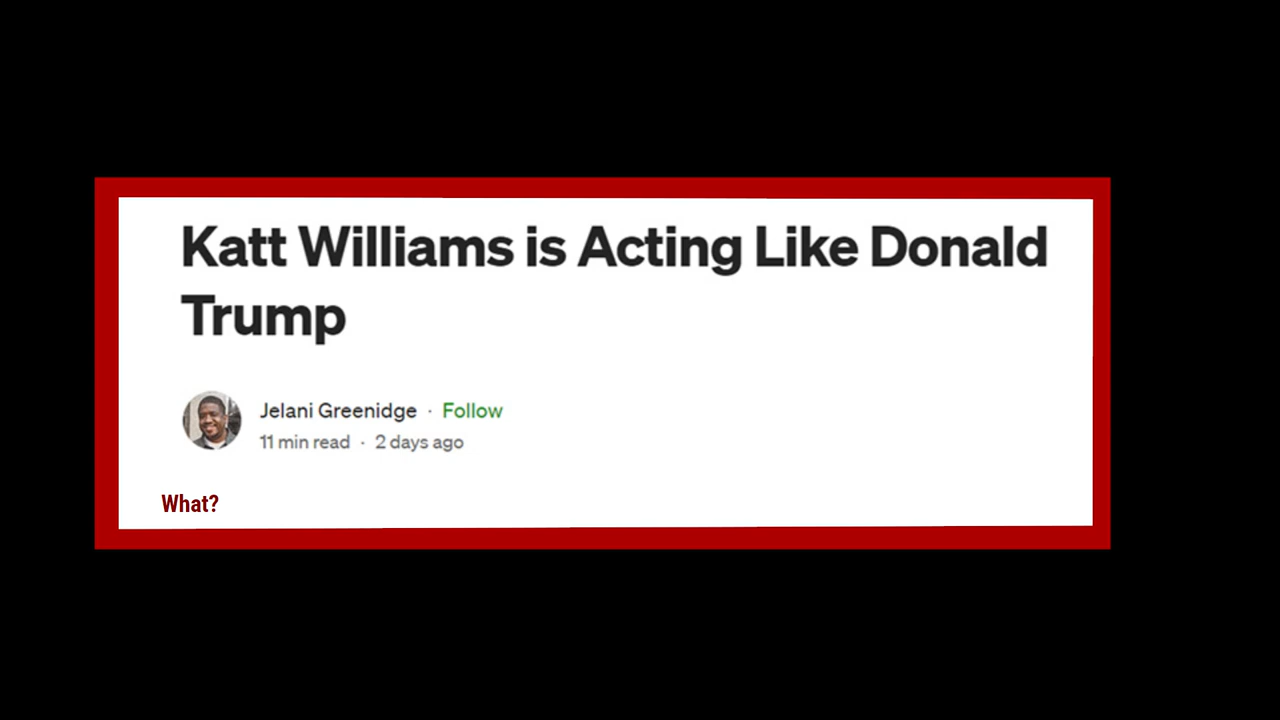 Katt Williams is Acting Like Donald
Trump
Jelani Greenidge · Follow
11 min read · 2 days ago
What?